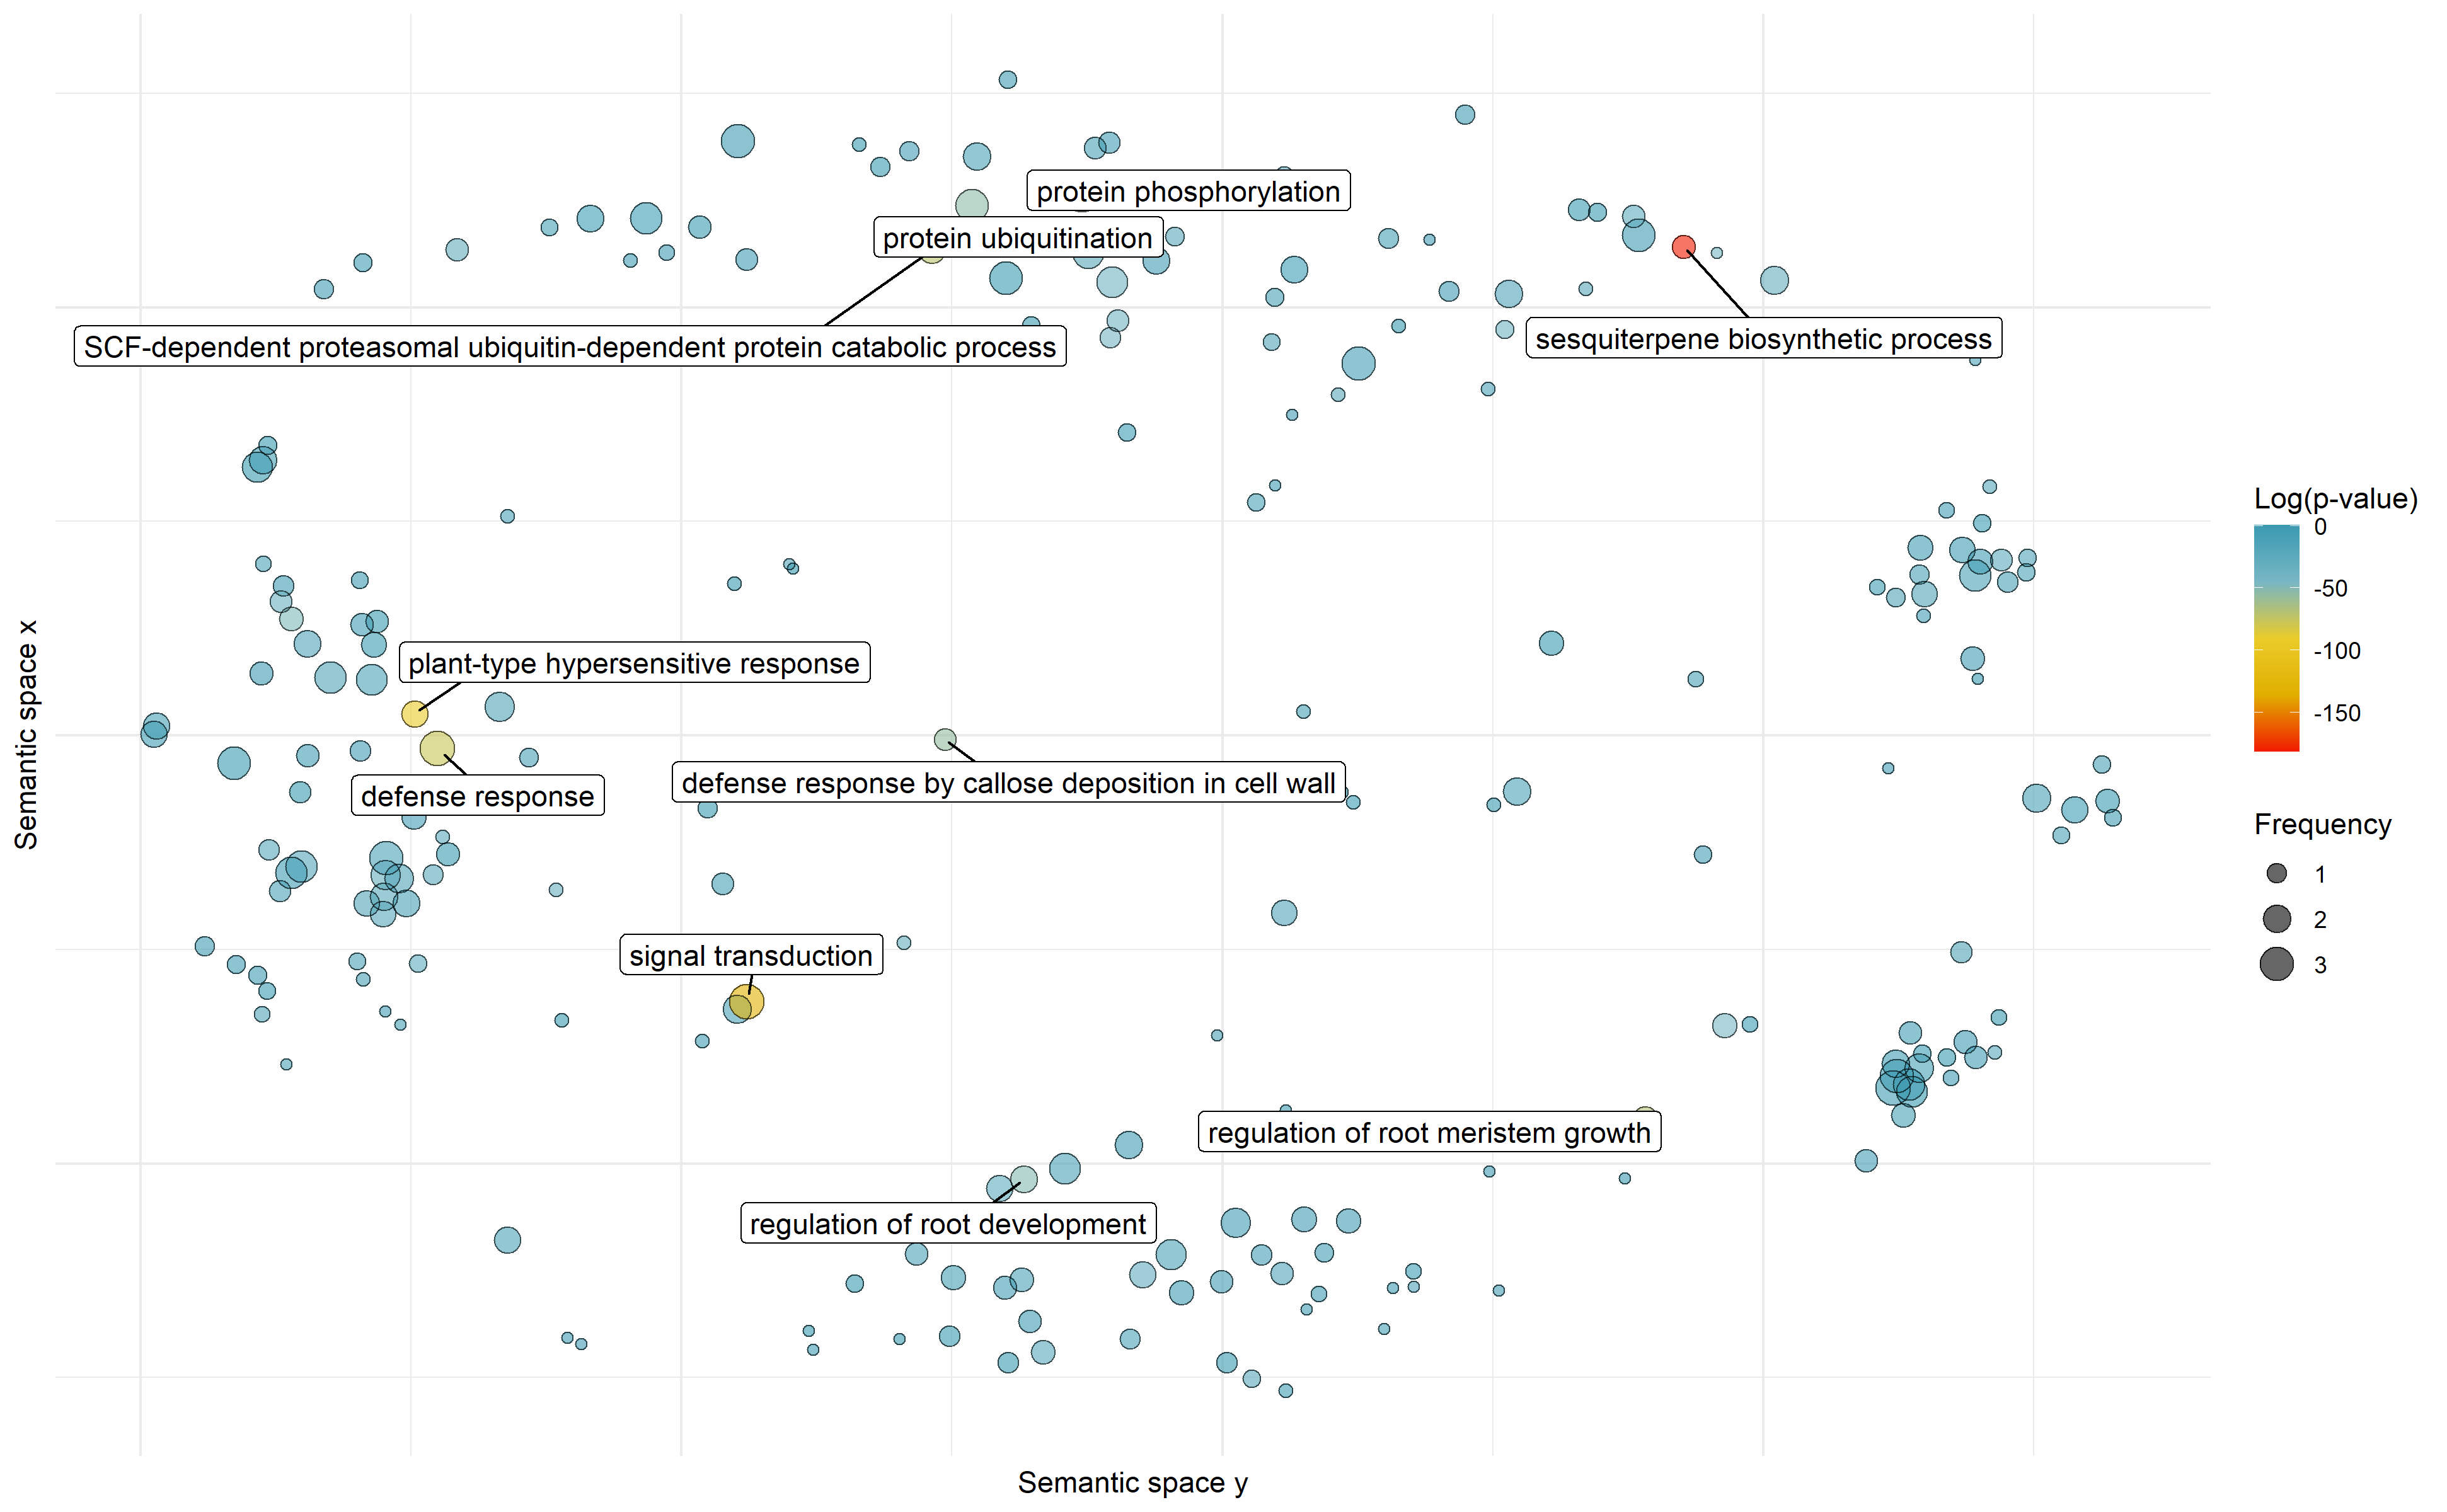 protein phosphorylation
protein ubiquitination
SCF-dependent proteasomal ubiquitin-dependent protein catabolic process
sesquiterpene biosynthetic process
plant-type hypersensitive response
defense response
defense response by callose deposition in cell wall
signal transduction
regulation of root meristem growth
regulation of root development
Semantic space x
Semantic space y
Log(p-value)
0
-50
-100
-150
Frequency
1
2
3